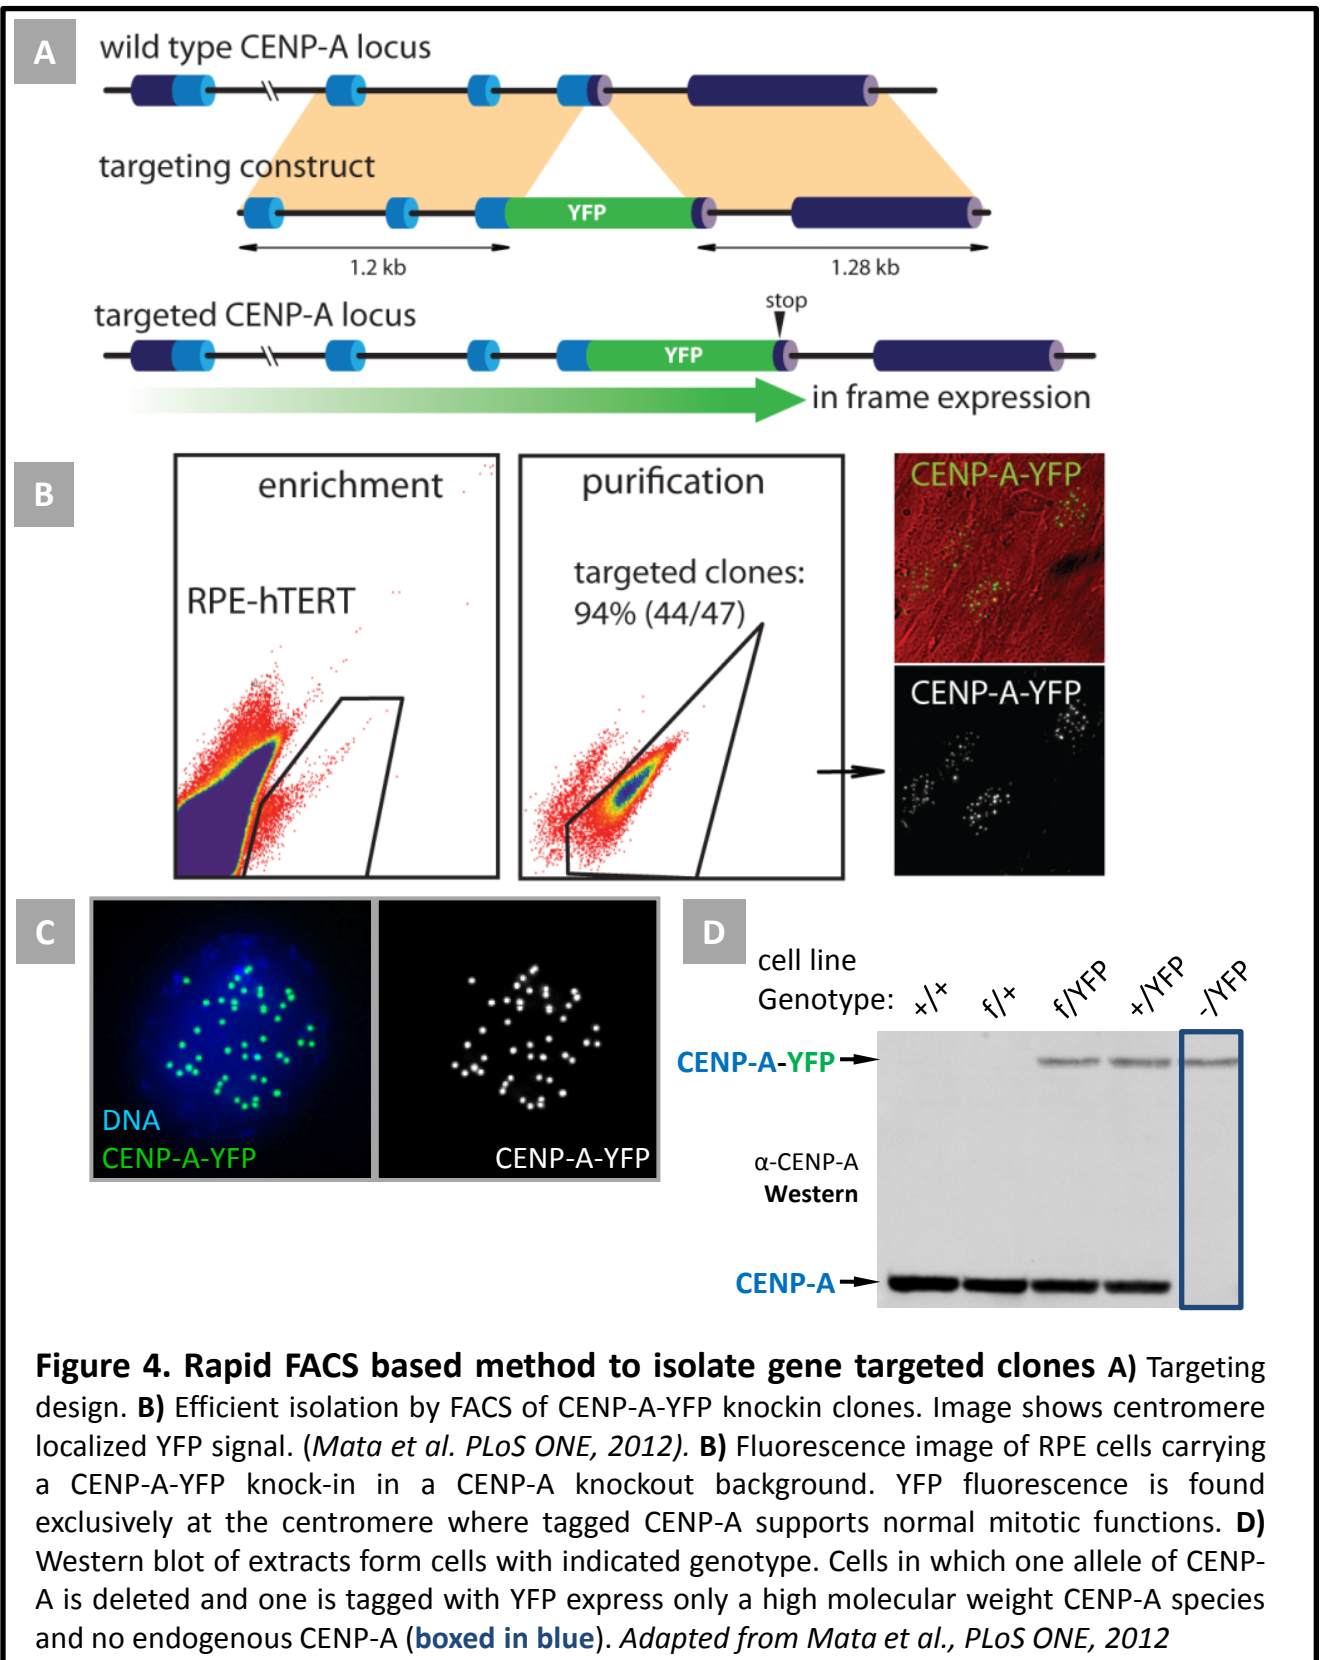 A
wild type CENP-A locus
targeting construct
YFP
1.2 kb
1.28 kb
stop
targeted CENP-A locus
YFP
in frame expression
B
enrichment
RPE-hTERT
purification
targeted clones:
94% (44/47)
CENP-A-YFP
CENP-A-YFP
C
DNA
CENP-A-YFP
CENP-A-YFP
D
cell line
Genotype:
+/+
f/+
f/YFP
+/YFP
-/YFP
CENP-A-YFP
α-CENP-A
Western
CENP-A
Figure 4. Rapid FACS based method to isolate gene targeted clones A) Targeting
design. B) Efficient isolation by FACS of CENP-A-YFP knockin clones. Image shows centromere
localized YFP signal. (Mata et al. PLoS ONE, 2012). B) Fluorescence image of RPE cells carrying
a CENP-A-YFP knock-in in a CENP-A knockout background. YFP fluorescence is found
exclusively at the centromere where tagged CENP-A supports normal mitotic functions. D)
Western blot of extracts form cells with indicated genotype. Cells in which one allele of CENP-
A is deleted and one is tagged with YFP express only a high molecular weight CENP-A species
and no endogenous CENP-A (boxed in blue). Adapted from Mata et al., PLoS ONE, 2012